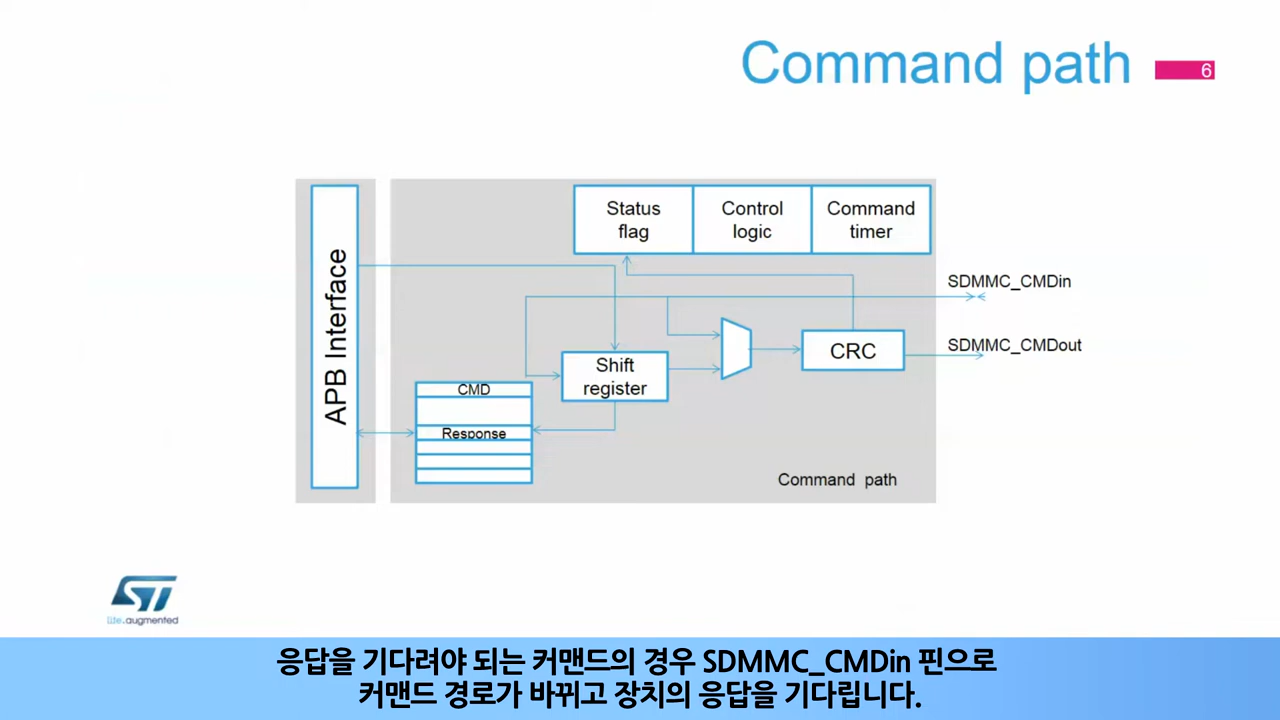 Command path
6
APB Interface
Status
flag
Control
logic
Command
timer
SDMMC_CMDin
SDMMC_CMDout
CRC
Shift
register
CMD
Response
Command path
ST
life.augmented
응답을 기다려야 되는 커맨드의 경우 SDMMC_CMDin 핀으로
커맨드 경로가 바뀌고 장치의 응답을 기다립니다.